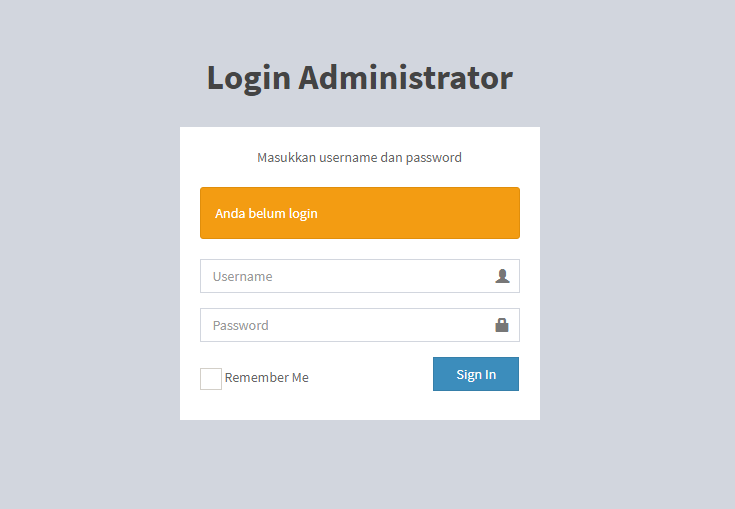 Login Administrator
Masukkan username dan password
Anda belum login
Username
Password
Remember Me
Sign In